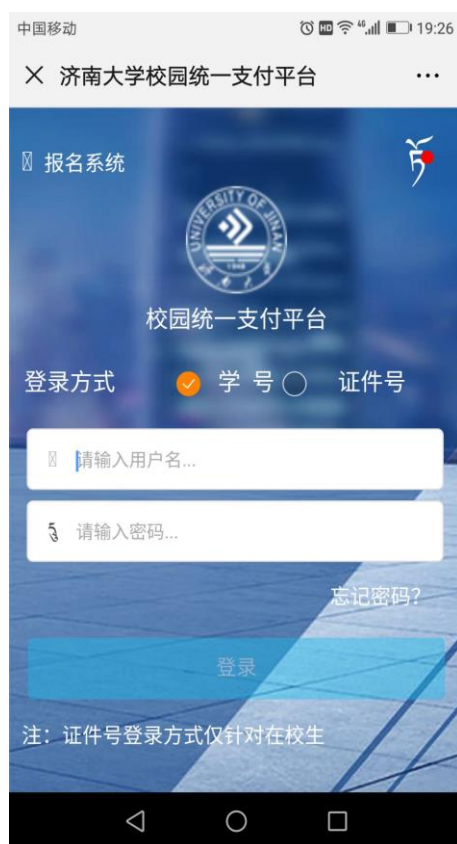 中国移动 HD 46 19:26
济南大学校园统一支付平台
报名系统
UNIVERSITY OF JINAN
1948
校园统一支付平台
登录方式 学 号 证件号
请输入用户名...
请输入密码...
忘记密码?
登录
注：证件号登录方式仅针对在校生